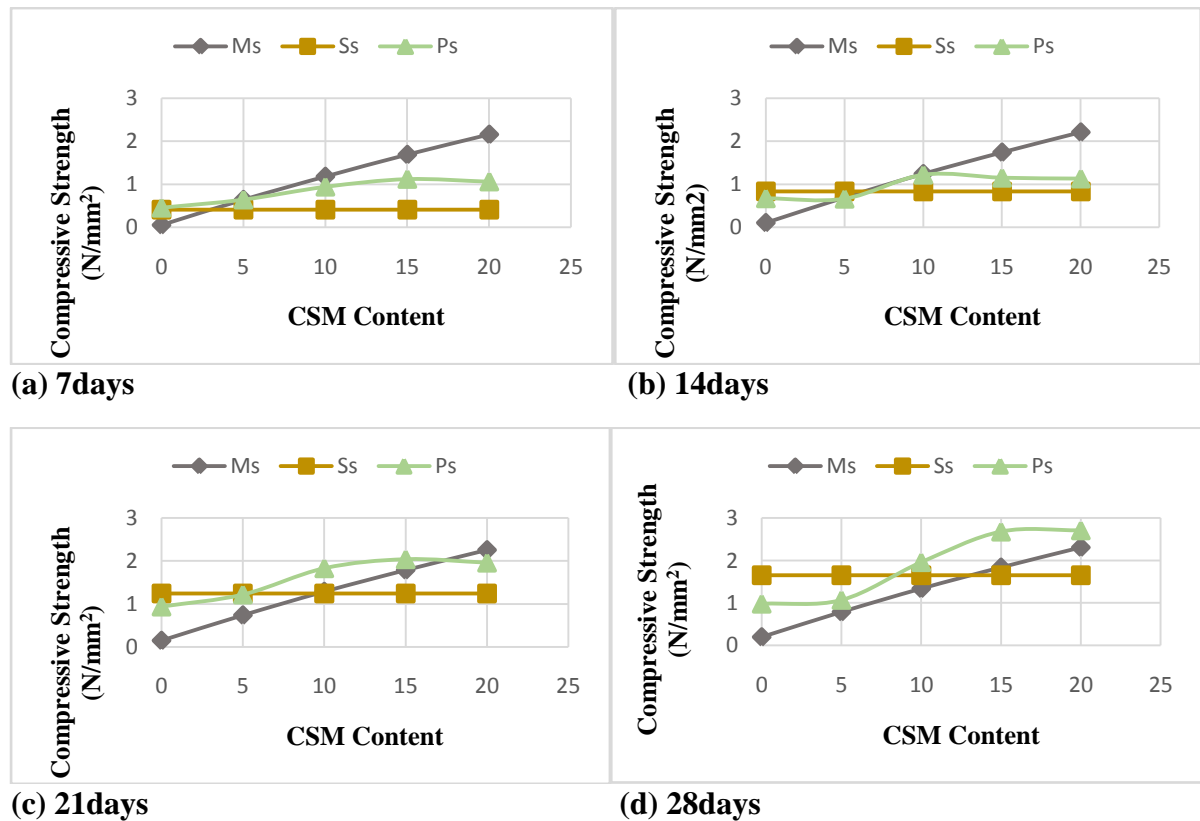 Ms Ss Ps
3
2
1
0
0 5 10 15 20 25
Compressive Strength
(N/mm²)
CSM Content
(a) 7days
Ms Ss Ps
3
2
1
0
0 5 10 15 20 25
Compressive Strength
(N/mm2)
CSM Content
(b) 14days
Ms Ss Ps
3
2
1
0
0 5 10 15 20 25
Compressive Strength
(N/mm²)
CSM Content
(c) 21days
Ms Ss Ps
3
2
1
0
0 5 10 15 20 25
Compressive Strength
(N/mm²)
CSM Content
(d) 28days